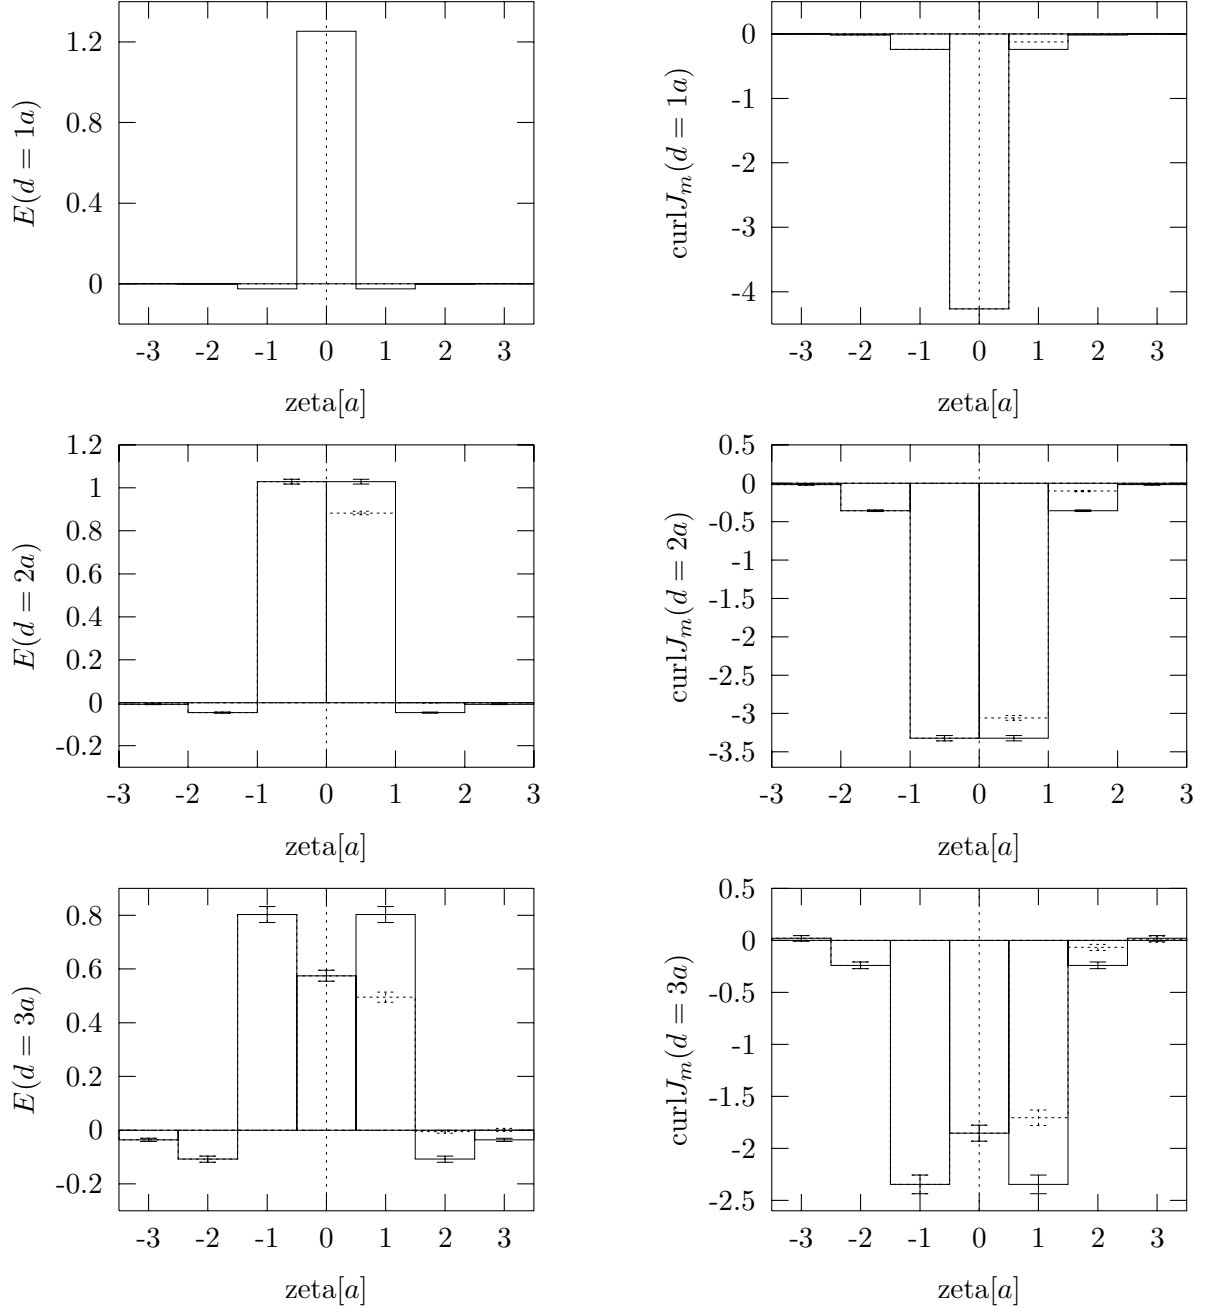 1.2
0.8
0.4
0
E(d = 1a)
-3 -2 -1 0 1 2 3
zeta[a]
0
-1
-2
-3
-4
curlJ_m(d = 1a)
-3 -2 -1 0 1 2 3
zeta[a]
1.2
1
0.8
0.6
0.4
0.2
0
-0.2
E(d = 2a)
-3 -2 -1 0 1 2 3
zeta[a]
0.5
0
-0.5
-1
-1.5
-2
-2.5
-3
-3.5
curlJ_m(d = 2a)
-3 -2 -1 0 1 2 3
zeta[a]
0.8
0.6
0.4
0.2
0
-0.2
E(d = 3a)
-3 -2 -1 0 1 2 3
zeta[a]
0.5
0
-0.5
-1
-1.5
-2
-2.5
curlJ_m(d = 3a)
-3 -2 -1 0 1 2 3
zeta[a]